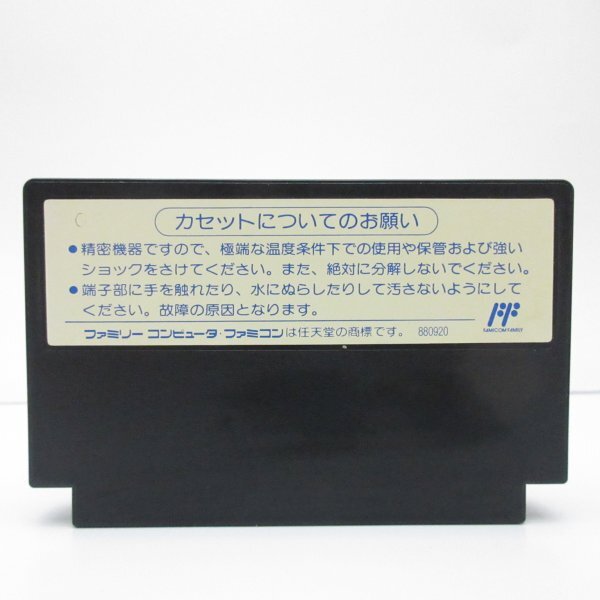 カセットについてのお願い
●精密機器ですので、極端な温度条件下での使用や保管および強い
ショックをさけてください。また、絶対に分解しないでください。
●端子部に手を触れたり、水にぬらしたりして汚さないようにして
ください。故障の原因となります。
FAMICOM FAMILY
ファミリー コンピュータ・ファミコンは任天堂の商標です。 880920